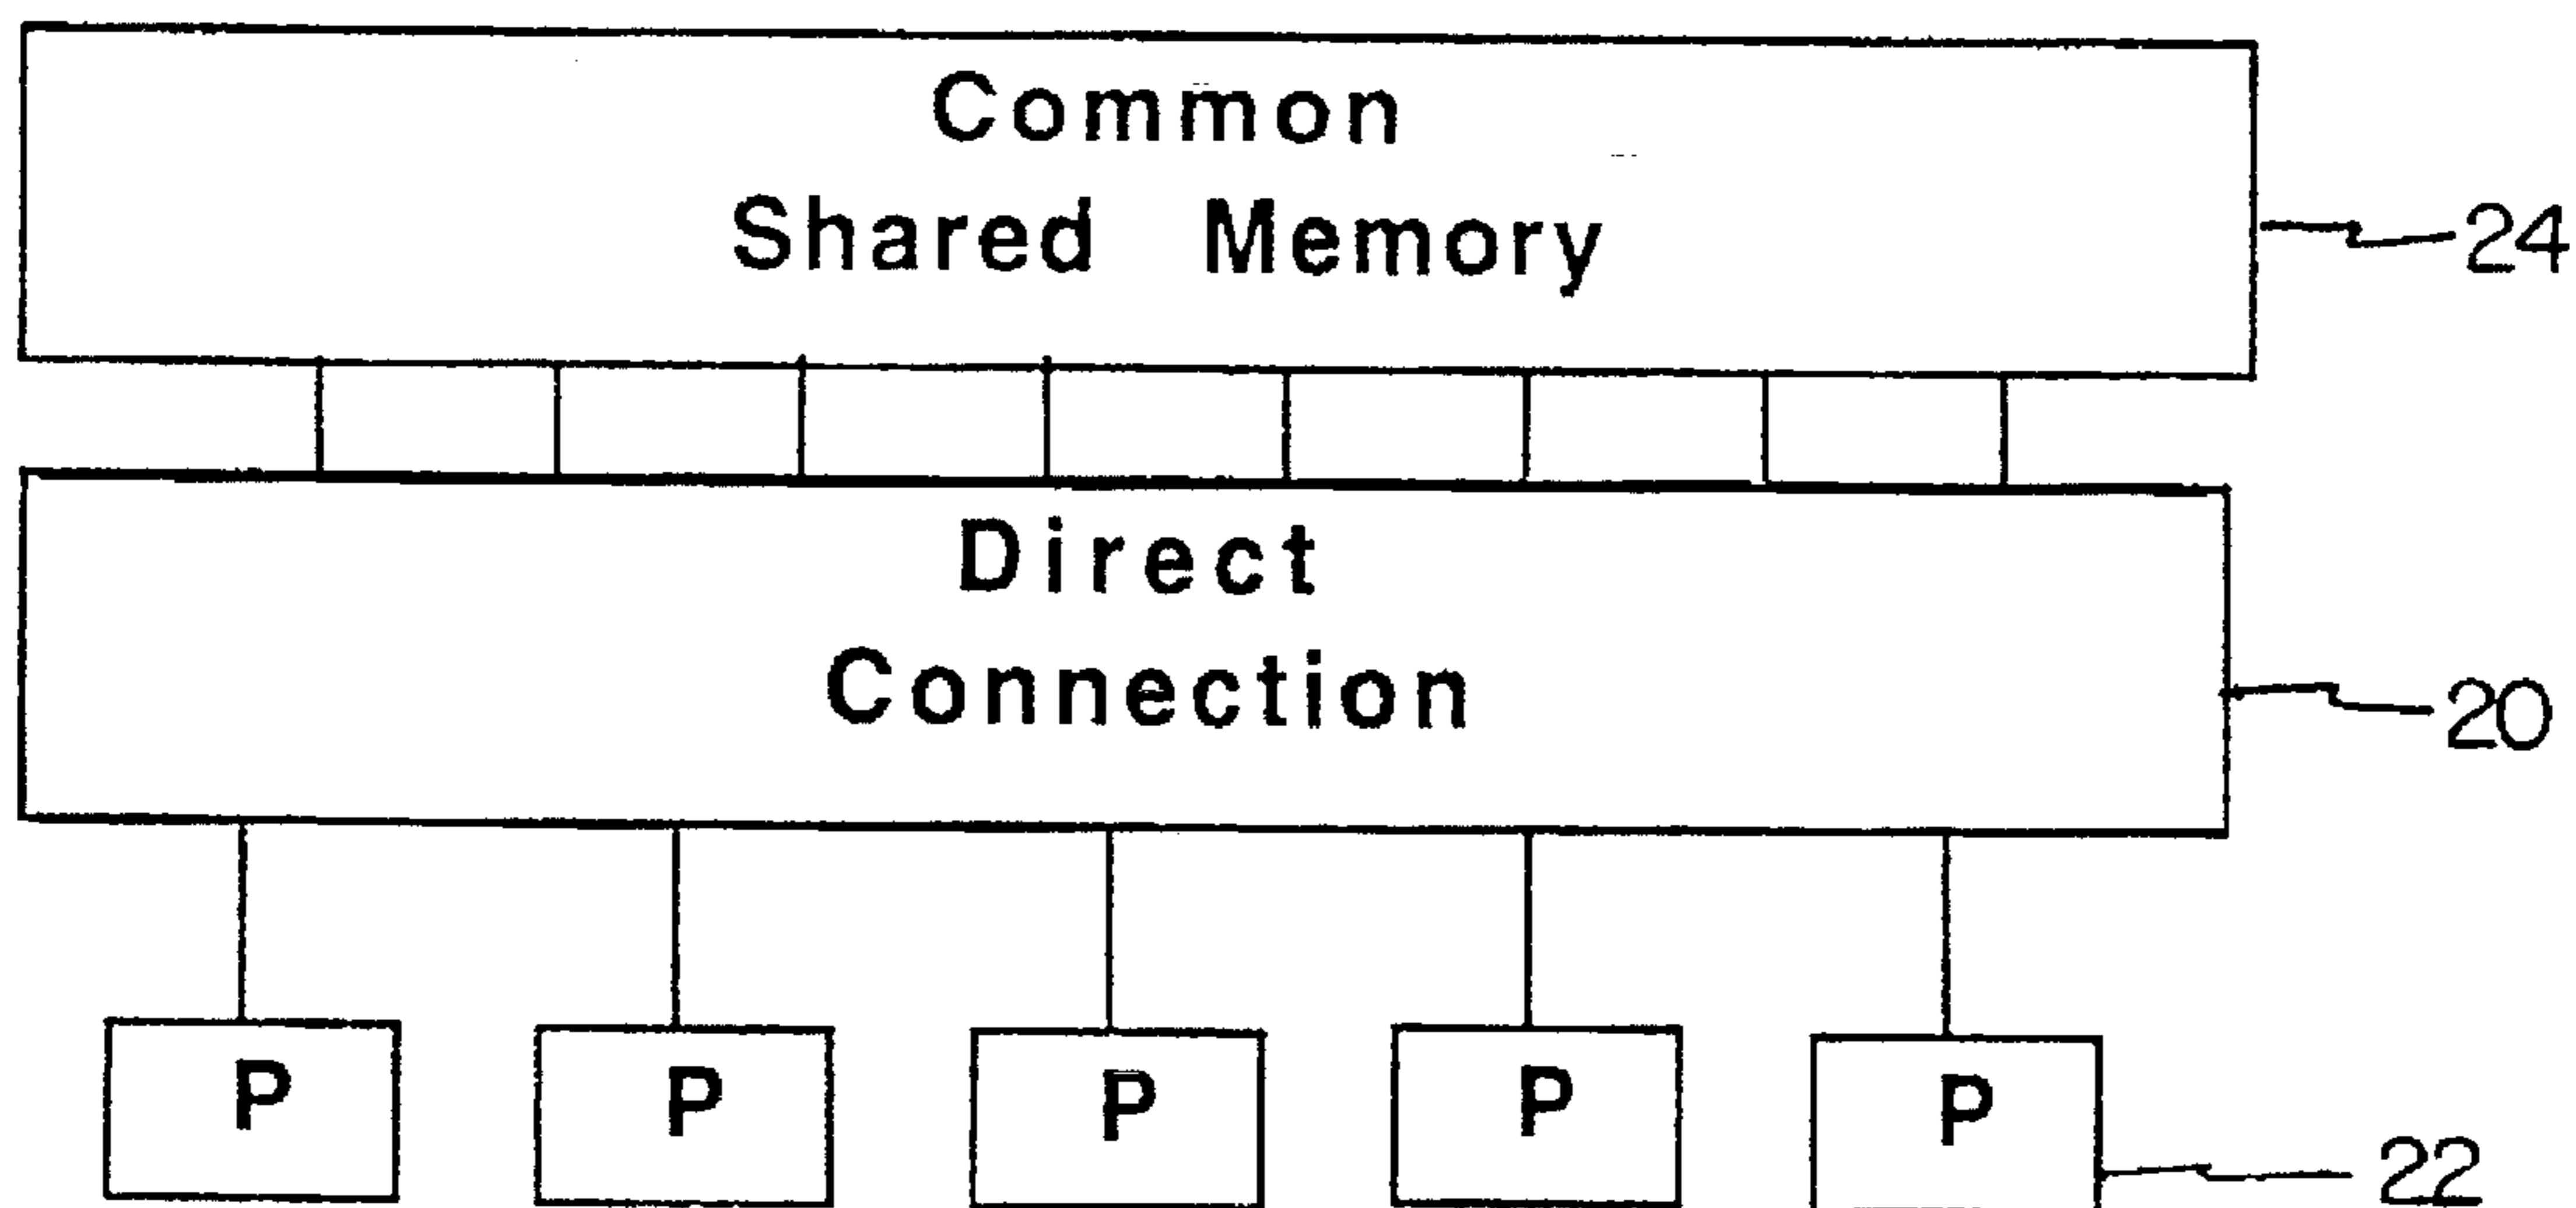 Common
Shared Memory
24
Direct
Connection
20
P P P P P
22